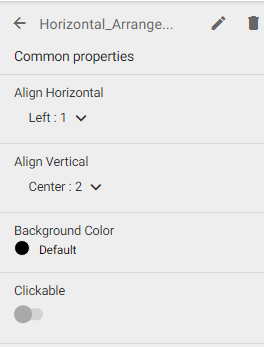 Horizontal_Arrange...
Common properties
Align Horizontal
Left : 1
Align Vertical
Center : 2
Background Color
Default
Clickable